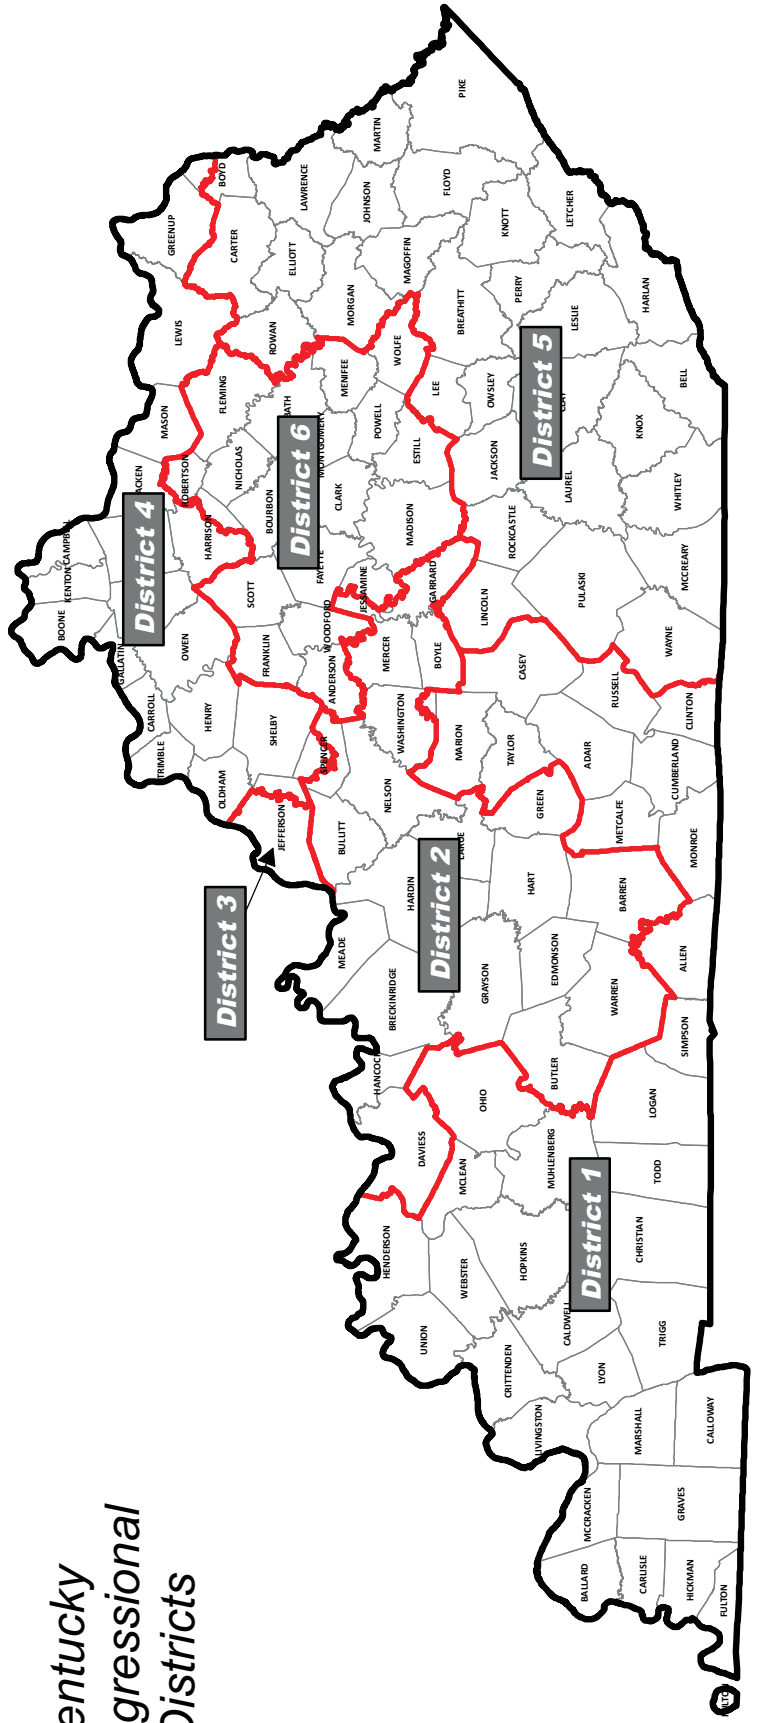 entucky
gressional
Districts
District 1
District 2
District 3
District 4
District 5
District 6
FULTON
HICKMAN
CARLISLE
BALLARD
MCCRACKEN
GRAVES
CALLOWAY
MARSHALL
LIVINGSTON
LYON
CRITTENDEN
CALDWELL
TRIGG
UNION
WEBSTER
HOPKINS
HENDERSON
CHRISTIAN
TODD
MUHLENBERG
MCLEAN
DAVIESS
OHIO
LOGAN
HANCOCK
BUTLER
SIMPSON
BRECKINRIDGE
GRAYSON
EDMONSON
WARREN
ALLEN
MEADE
HARDIN
HART
BARREN
MONROE
METCALFE
GREEN
BULLITT
JEFFERSON
NELSON
OLDHAM
SPENCER
SHELBY
TRIMBLE
HENRY
CARROLL
WASHINGTON
MARION
TAYLOR
ADAIR
CUMBERLAND
CLINTON
RUSSELL
CASEY
BOYLE
MERCER
ANDERSON
FRANKLIN
WOODFORD
OWEN
GALLATIN
BOONE
KENTON
CAMPBELL
SCOTT
FAYETTE
JESSAMINE
GARRARD
LINCOLN
PULASKI
WAYNE
MCCREARY
ROCKCASTLE
MADISON
HARRISON
BOURBON
CLARK
ACKEN
ROBERTSON
NICHOLAS
MONTGOMERY
BATH
ESTILL
POWELL
JACKSON
LAUREL
WHITLEY
KNOX
BELL
OWSLEY
LEE
MENIFEE
WOLFE
MASON
FLEMING
LEWIS
ROWAN
MORGAN
BREATHITT
PERRY
LESLIE
HARLAN
GREENUP
CARTER
ELLIOTT
MAGOFFIN
BOYD
LAWRENCE
JOHNSON
FLOYD
KNOTT
LETCHER
MARTIN
PIKE